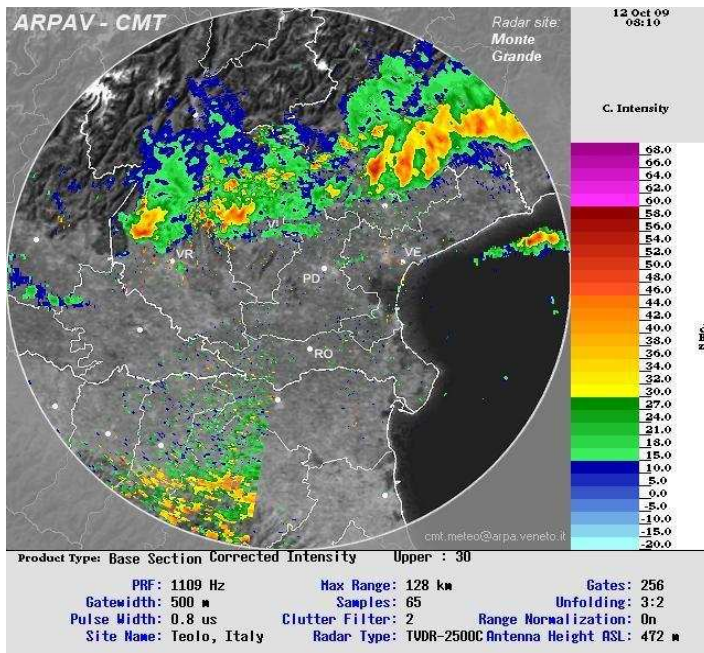 ARPAV - CMT
Radar site:
Monte
Grande
12 Oct 09
08:10
C. Intensity
68.0
66.0
64.0
62.0
60.0
58.0
56.0
54.0
52.0
50.0
48.0
46.0
44.0
42.0
40.0
38.0
36.0
34.0
32.0
30.0
27.0
24.0
21.0
18.0
15.0
10.0
5.0
0.0
-5.0
-10.0
-15.0
-20.0
VI
VR
VE
PD
RO
cmt.meteo@arpa.veneto.it
Product Type: Base Section Corrected Intensity Upper : 30
PRF: 1109 Hz Max Range: 128 km Gates: 256
Gatewidth: 500 m Samples: 65 Unfolding: 3:2
Pulse Width: 0.8 us Clutter Filter: 2 Range Normalization: On
Site Name: Teolo, Italy Radar Type: TVDR-2500C Antenna Height ASL: 472 m